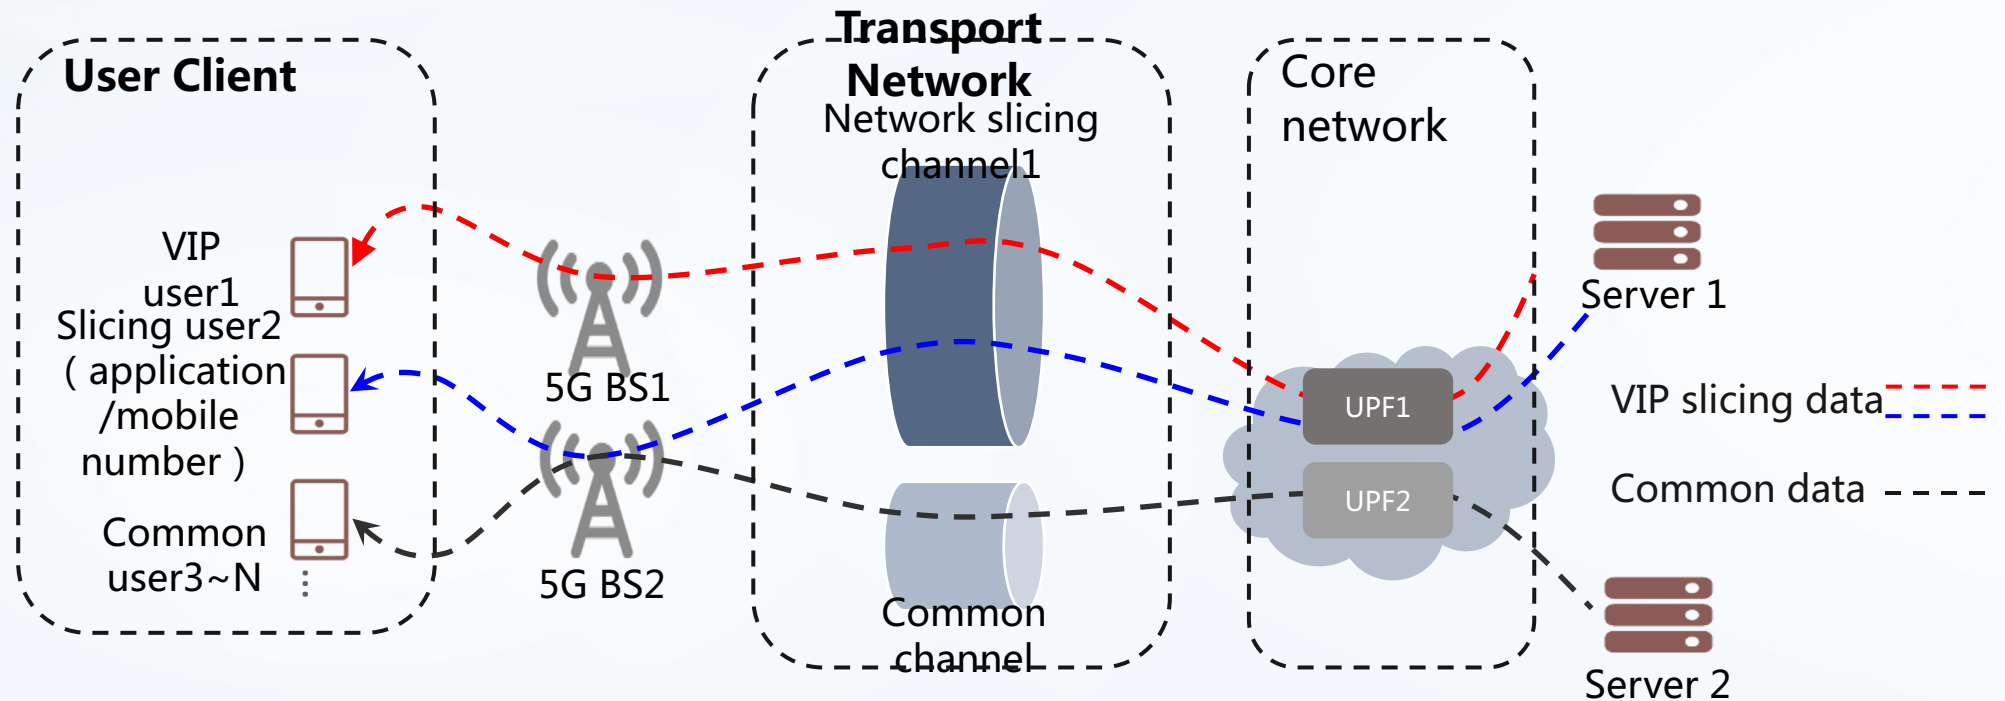 User Client
VIP
user1
Slicing user2
( application
/mobile
number )
Common
user3~N
5G BS1
5G BS2
Transport
Network
Network slicing
channel1
Common
channel
Core
network
UPF1
UPF2
Server 1
VIP slicing data
Common data
Server 2